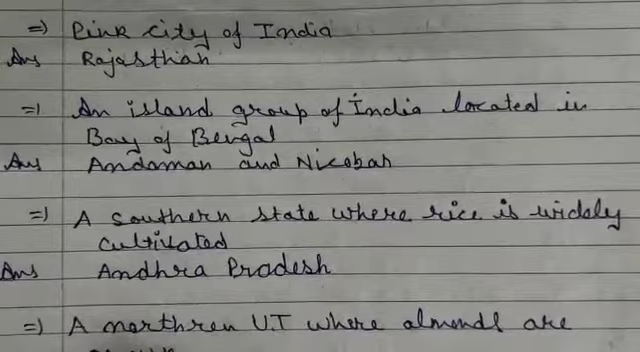 =) Pink city of India
Ans Rajasthan
=) An island group of India located in
Bay of Bengal
Ans Andaman and Nicobar
=) A southern state where rice is widely
cultivated
Ans Andhra Pradesh
=) A northren U.T where almonds are